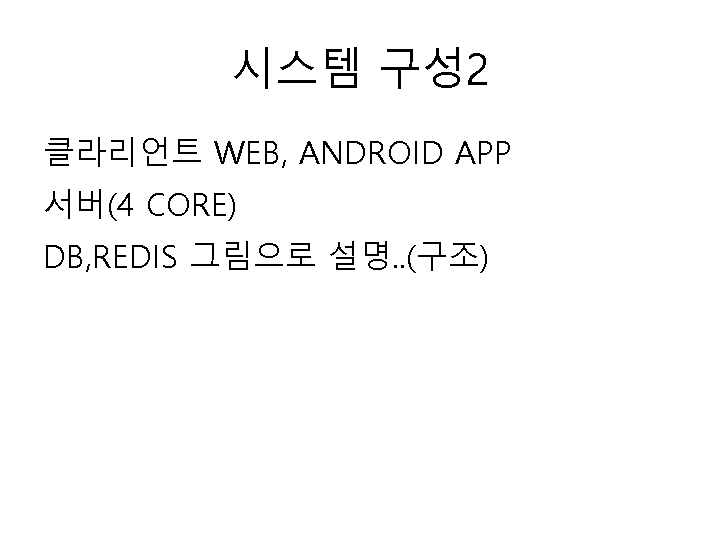 시스템 구성2
클라리언트 WEB, ANDROID APP
서버(4 CORE)
DB,REDIS 그림으로 설명..(구조)